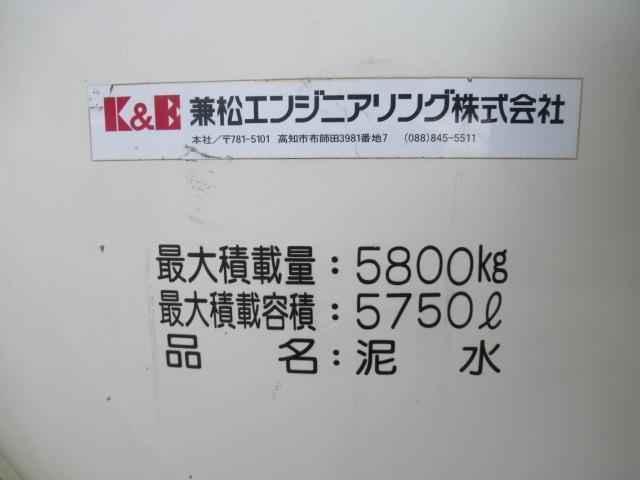 K&E 兼松エンジニアリング株式会社
本社／〒781-5101 高知市布師田3981番地7 (088)845-5511
最大積載量：5800kg
最大積載容積：5750ℓ
品名：泥水